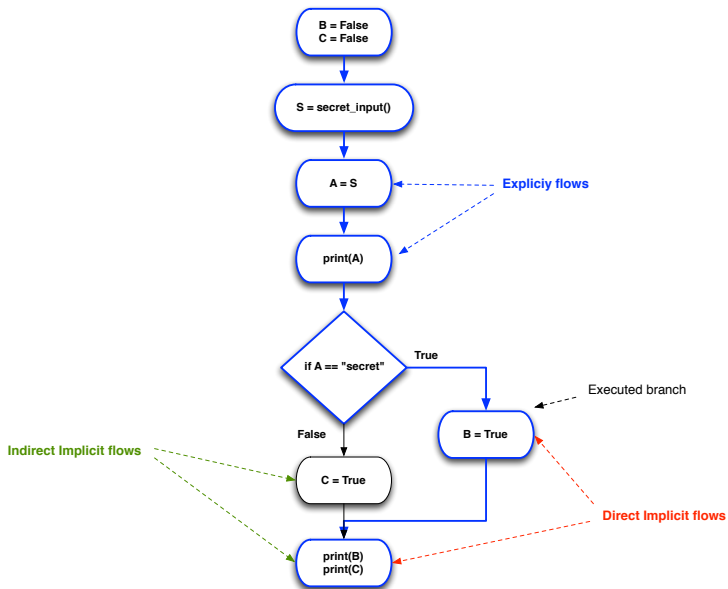 B = False
C = False
S = secret_input()
A = S
Expliciy flows
print(A)
if A == "secret"
True
Executed branch
B = True
False
Indirect Implicit flows
C = True
Direct Implicit flows
print(B)
print(C)